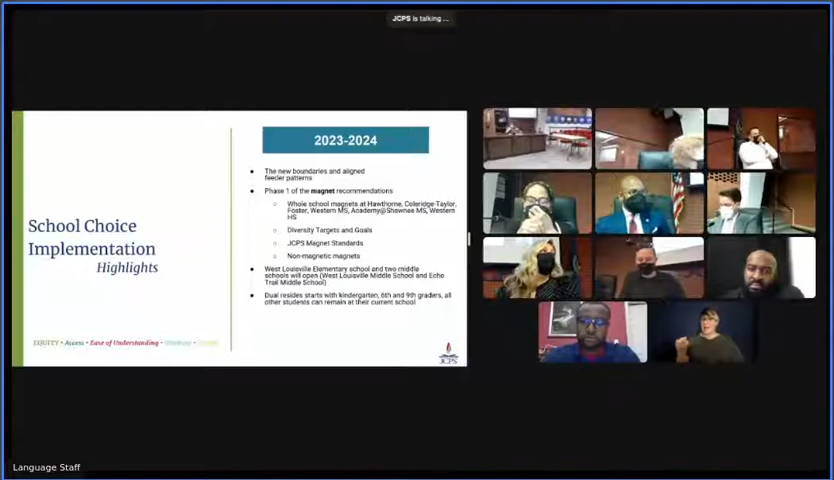 JCPS is talking ...
School Choice
Implementation
Highlights
EQUITY • Access • Ease of Understanding •
2023-2024
● The new boundaries and aligned
feeder patterns
● Phase 1 of the magnet recommendations
○ Whole school magnets at Hawthorne, Coleridge-Taylor,
Foster, Western MS, Academy@Shawnee MS, Western
HS
○ Diversity Targets and Goals
○ JCPS Magnet Standards
○ Non-magnetic magnets
● West Louisville Elementary school and two middle
schools will open (West Louisville Middle School and Echo
Trail Middle School)
● Dual resides starts with kindergarten, 6th and 9th graders, all
other students can remain at their current school
JCPS
Language Staff